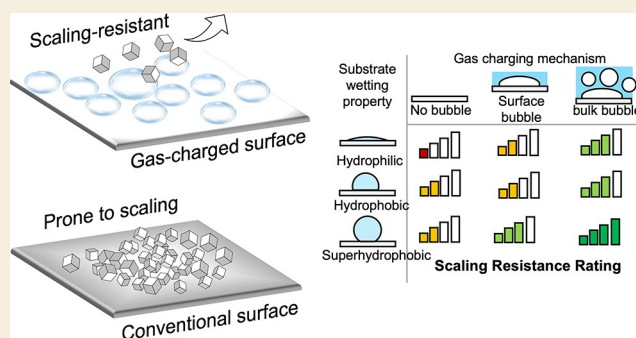 Scaling-resistant
Gas-charged surface
Prone to scaling
Conventional surface
Gas charging mechanism
Substrate
wetting
property
No bubble
Surface
bubble
bulk bubble
Hydrophilic
Hydrophobic
Superhydrophobic
Scaling Resistance Rating